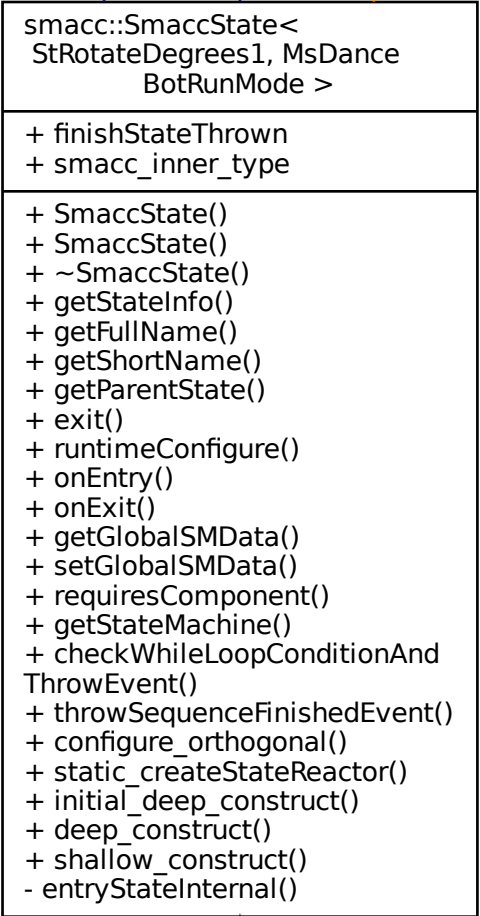 smacc::SmaccState<
StRotateDegrees1, MsDance
BotRunMode >
+ finishStateThrown
+ smacc_inner_type
+ SmaccState()
+ SmaccState()
+ ~SmaccState()
+ getStateInfo()
+ getFullName()
+ getShortName()
+ getParentState()
+ exit()
+ runtimeConfigure()
+ onEntry()
+ onExit()
+ getGlobalSMData()
+ setGlobalSMData()
+ requiresComponent()
+ getStateMachine()
+ checkWhileLoopConditionAnd
ThrowEvent()
+ throwSequenceFinishedEvent()
+ configure_orthogonal()
+ static_createStateReactor()
+ initial_deep_construct()
+ deep_construct()
+ shallow_construct()
- entryStateInternal()